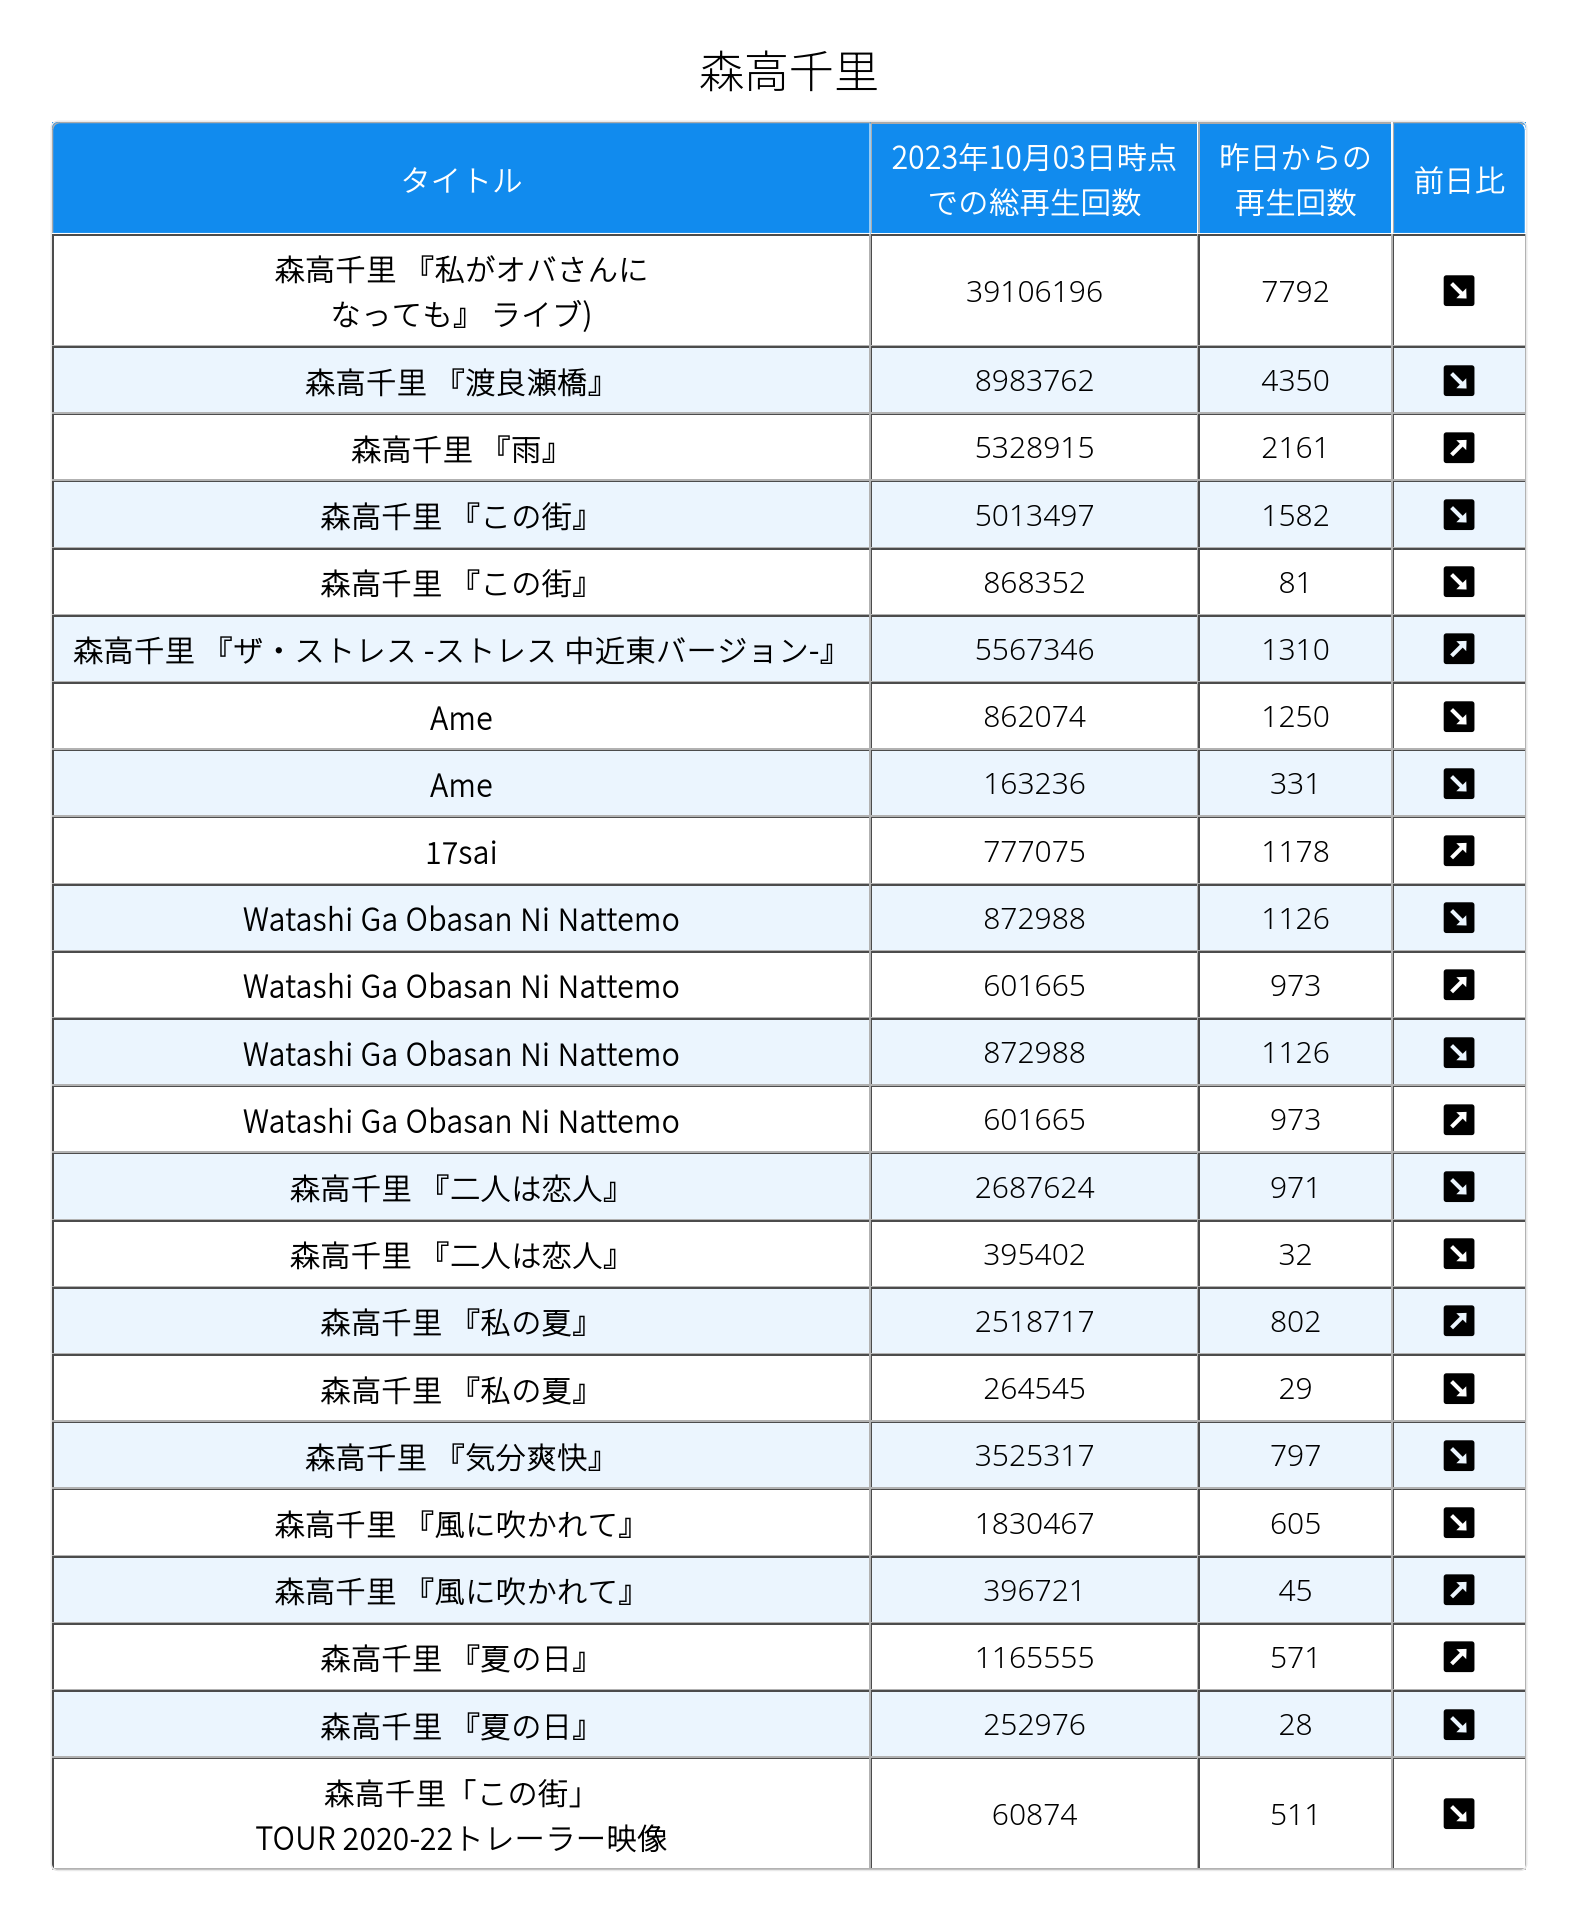 森高千里
タイトル
2023年10月03日時点
での総再生回数
昨日からの
再生回数
前日比
森高千里 『私がオバさんに
なっても』 ライブ)
39106196
7792
森高千里 『渡良瀬橋』
8983762
4350
森高千里 『雨』
5328915
2161
森高千里 『この街』
5013497
1582
森高千里 『この街』
868352
81
森高千里 『ザ・ストレス -ストレス 中近東バージョン-』
5567346
1310
Ame
862074
1250
Ame
163236
331
17sai
777075
1178
Watashi Ga Obasan Ni Nattemo
872988
1126
Watashi Ga Obasan Ni Nattemo
601665
973
Watashi Ga Obasan Ni Nattemo
872988
1126
Watashi Ga Obasan Ni Nattemo
601665
973
森高千里 『二人は恋人』
2687624
971
森高千里 『二人は恋人』
395402
32
森高千里 『私の夏』
2518717
802
森高千里 『私の夏』
264545
29
森高千里 『気分爽快』
3525317
797
森高千里 『風に吹かれて』
1830467
605
森高千里 『風に吹かれて』
396721
45
森高千里 『夏の日』
1165555
571
森高千里 『夏の日』
252976
28
森高千里「この街」
TOUR 2020-22トレーラー映像
60874
511